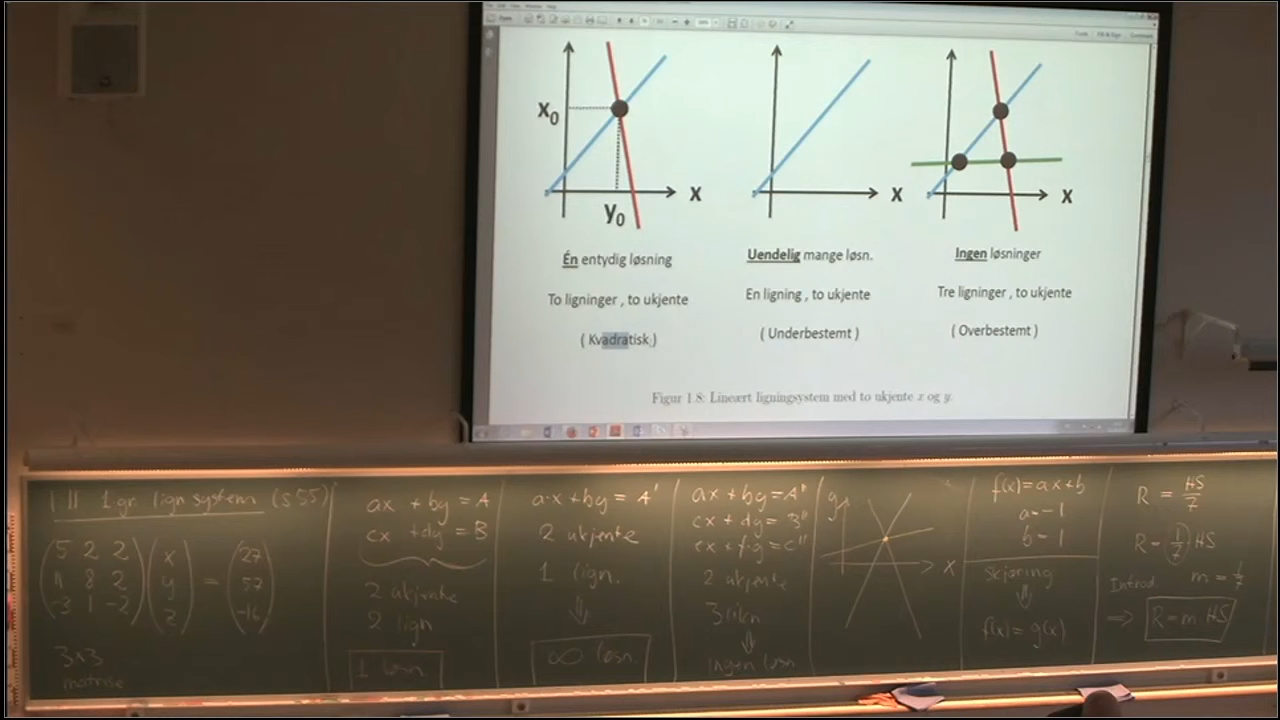 X₀
X
y₀
Én entydig løsning
To ligninger , to ukjente
( Kvadratisk )
X
Uendelig mange løsn.
En ligning , to ukjente
( Underbestemt )
X
Ingen løsninger
Tre ligninger , to ukjente
( Overbestemt )
Figur 1.8: Lineært ligningsystem med to ukjente x og y.
1.11 1.gr. lign system (s 55)
5 2 2 x 27
8 2 y = 57
-3 1 -2 z -16
3x3
matrise
ax + by = A
cx + dy = B
2 ukjente
2 lign
1 løsn.
a·x + by = A'
2 ukjente
1 lign.
⇓
∞ løsn.
ax + by = A''
cx + dy = B''
ex + f·y = C''
2 ukjente
3 likn
⇓
Ingen løsn
y
x
f(x) = ax + b
a = -1
b = 1
skjæring
⇓
f(x) = g(x)
R = HS/7
R = (1/7) HS
Introd. m = 1/7
⇒ R = m · HS